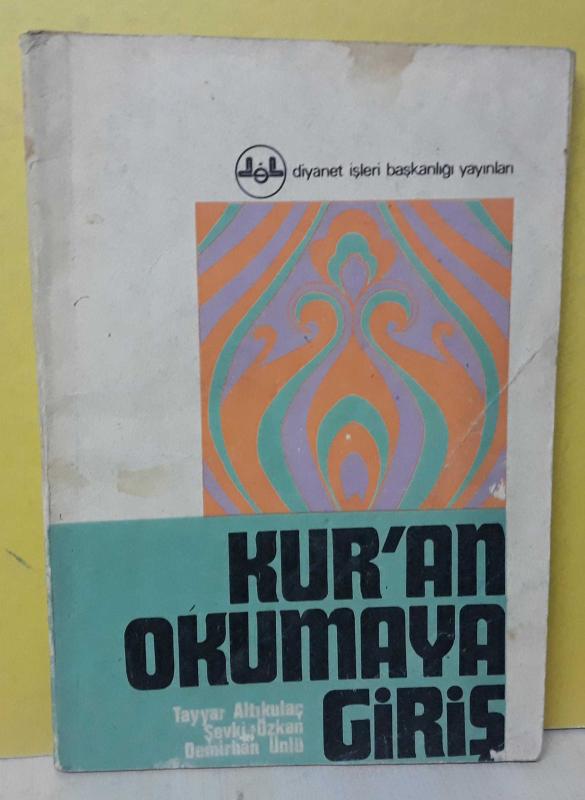 diyanet işleri başkanlığı yayınları
KUR'AN
OKUMAYA
GİRİŞ
Tayyar Altıkulaç
Şevki Özkan
Demirhan Ünlü